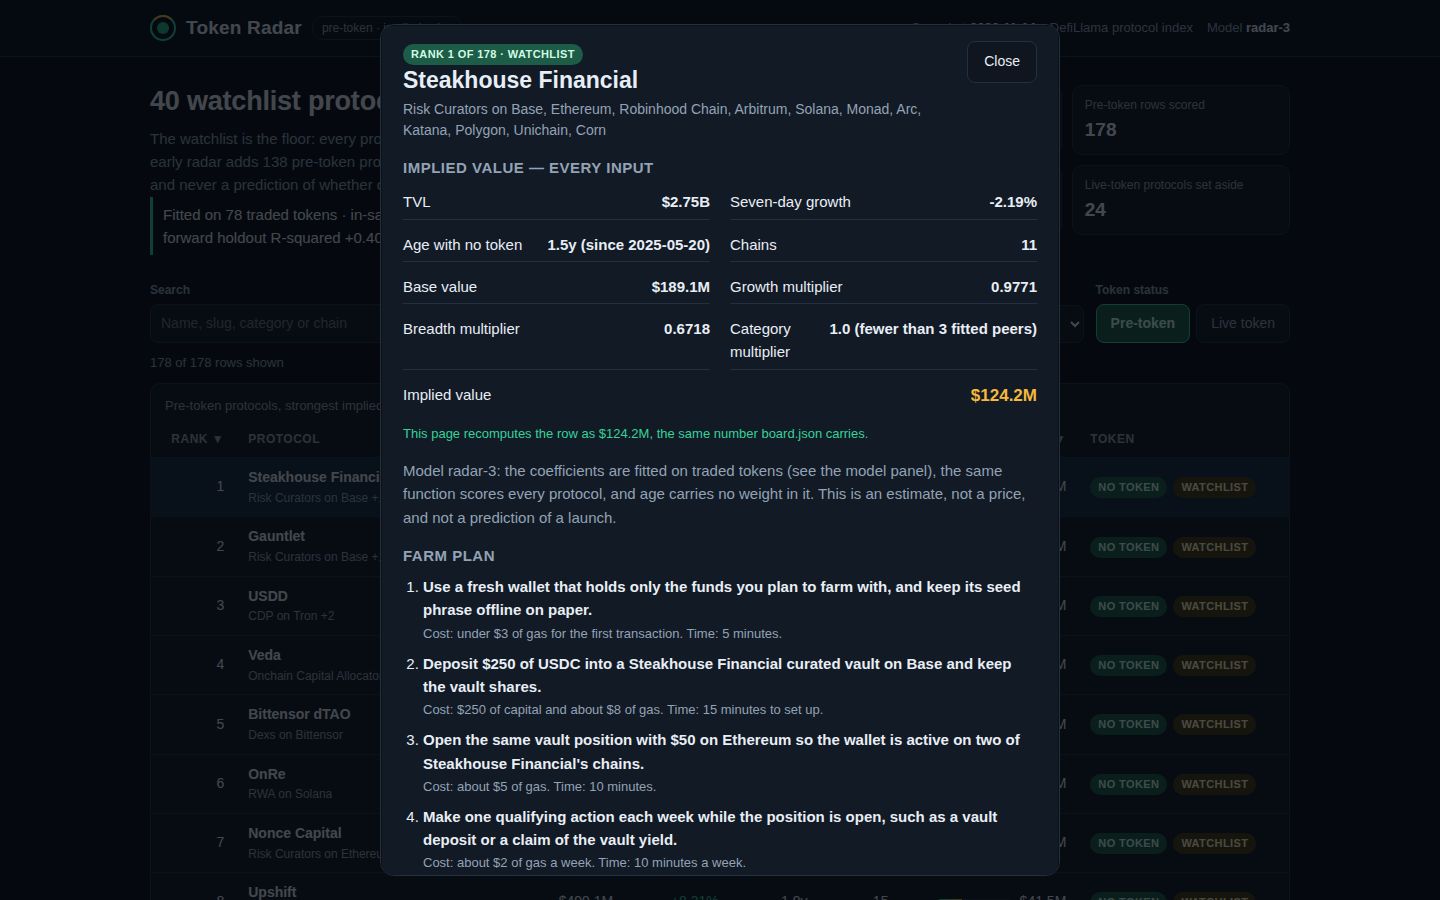 Token Radar
pre-token
DefiLlama protocol index
Model radar-3
RANK 1 OF 178 · WATCHLIST
Steakhouse Financial
Close
Risk Curators on Base, Ethereum, Robinhood Chain, Arbitrum, Solana, Monad, Arc,
Katana, Polygon, Unichain, Corn
IMPLIED VALUE — EVERY INPUT
TVL $2.75B
Seven-day growth -2.19%
Age with no token 1.5y (since 2025-05-20)
Chains 11
Base value $189.1M
Growth multiplier 0.9771
Breadth multiplier 0.6718
Category
multiplier
1.0 (fewer than 3 fitted peers)
Implied value $124.2M
This page recomputes the row as $124.2M, the same number board.json carries.
Model radar-3: the coefficients are fitted on traded tokens (see the model panel), the same
function scores every protocol, and age carries no weight in it. This is an estimate, not a price,
and not a prediction of a launch.
FARM PLAN
1. Use a fresh wallet that holds only the funds you plan to farm with, and keep its seed
phrase offline on paper.
Cost: under $3 of gas for the first transaction. Time: 5 minutes.
2. Deposit $250 of USDC into a Steakhouse Financial curated vault on Base and keep
the vault shares.
Cost: $250 of capital and about $8 of gas. Time: 15 minutes to set up.
3. Open the same vault position with $50 on Ethereum so the wallet is active on two of
Steakhouse Financial's chains.
Cost: about $5 of gas. Time: 10 minutes.
4. Make one qualifying action each week while the position is open, such as a vault
deposit or a claim of the vault yield.
Cost: about $2 of gas a week. Time: 10 minutes a week.
40 watchlist
The watchlist is the floor: every
early radar adds 138 pre-token
and never a prediction of whether
Fitted on 78 traded tokens ·
forward holdout R-squared
Pre-token rows scored
178
Live-token protocols set aside
24
Search
Name, slug, category or chain
Token status
Pre-token
Live token
178 of 178 rows shown
Pre-token protocols, strongest
RANK ▼ PROTOCOL TOKEN
1 Steakhouse NO TOKEN WATCHLIST
Risk Curators on Base
2 Gauntlet NO TOKEN WATCHLIST
Risk Curators on Base
3 USDD NO TOKEN WATCHLIST
CDP on Tron +2
4 Veda NO TOKEN WATCHLIST
Onchain Capital
5 Bittensor dTAO NO TOKEN WATCHLIST
Dexs on Bittensor
6 OnRe NO TOKEN WATCHLIST
RWA on Solana
7 Nonce Capital NO TOKEN WATCHLIST
Risk Curators on
Upshift